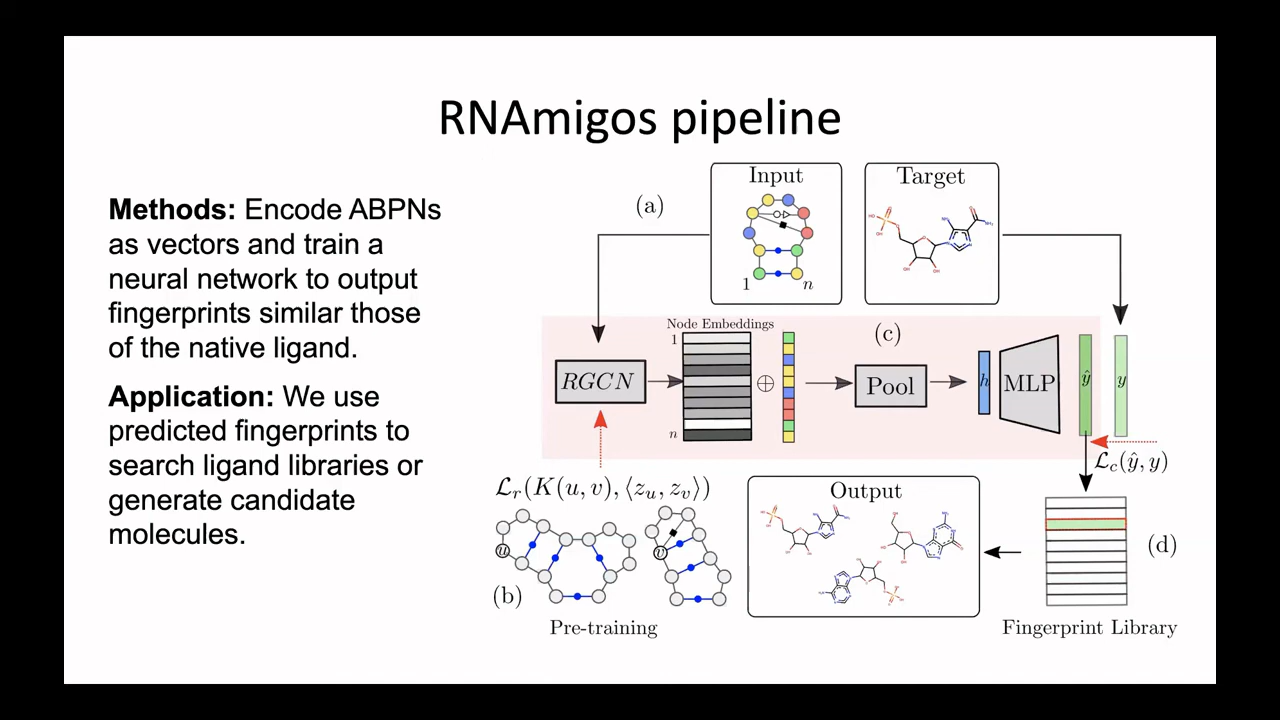 RNAmigos pipeline
Methods: Encode ABPNs
as vectors and train a
neural network to output
fingerprints similar those
of the native ligand.
Application: We use
predicted fingerprints to
search ligand libraries or
generate candidate
molecules.
(a)
Input
1
n
Target
(c)
Node Embeddings
1
n
RGCN
⊕
Pool
h
MLP
ŷ
y
ℒc(ŷ, y)
ℒr(K(u, v), ⟨zu, zv⟩)
u
v
(b)
Pre-training
Output
(d)
Fingerprint Library